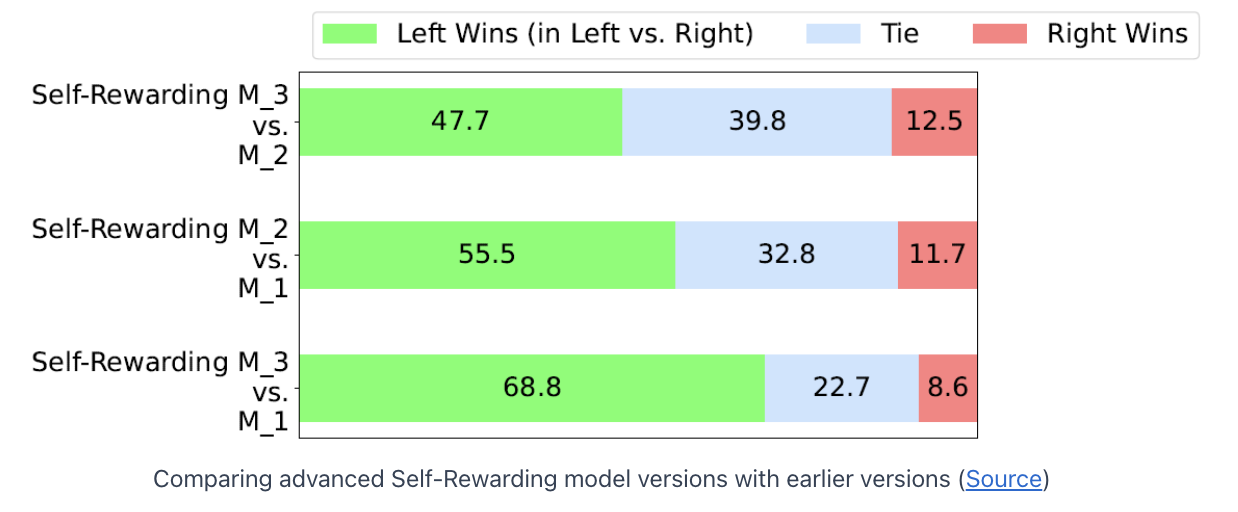 Left Wins (in Left vs. Right) Tie Right Wins
Self-Rewarding M_3
vs.
M_2
47.7 39.8 12.5
Self-Rewarding M_2
vs.
M_1
55.5 32.8 11.7
Self-Rewarding M_3
vs.
M_1
68.8 22.7 8.6
Comparing advanced Self-Rewarding model versions with earlier versions (Source)